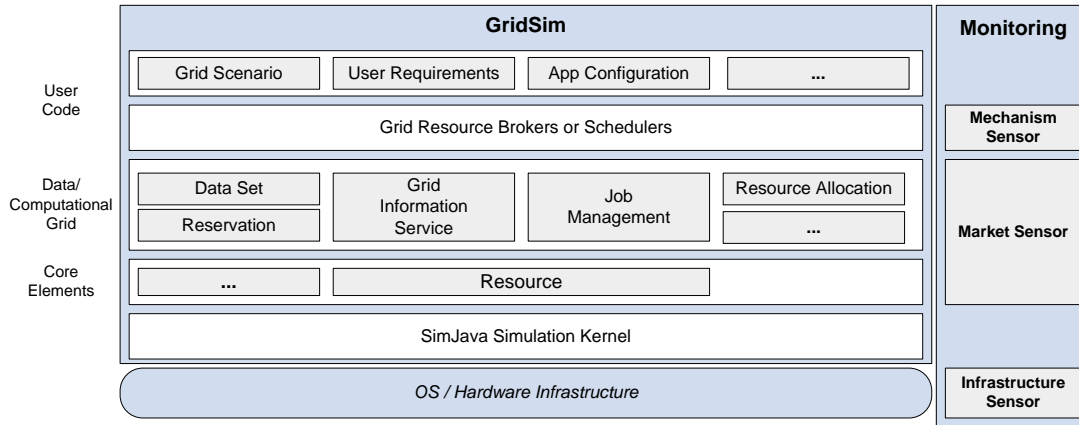 GridSim
Monitoring
User
Code
Grid Scenario
User Requirements
App Configuration
...
Grid Resource Brokers or Schedulers
Mechanism
Sensor
Data/
Computational
Grid
Data Set
Reservation
Grid
Information
Service
Job
Management
Resource Allocation
...
Market Sensor
Core
Elements
...
Resource
SimJava Simulation Kernel
OS / Hardware Infrastructure
Infrastructure
Sensor